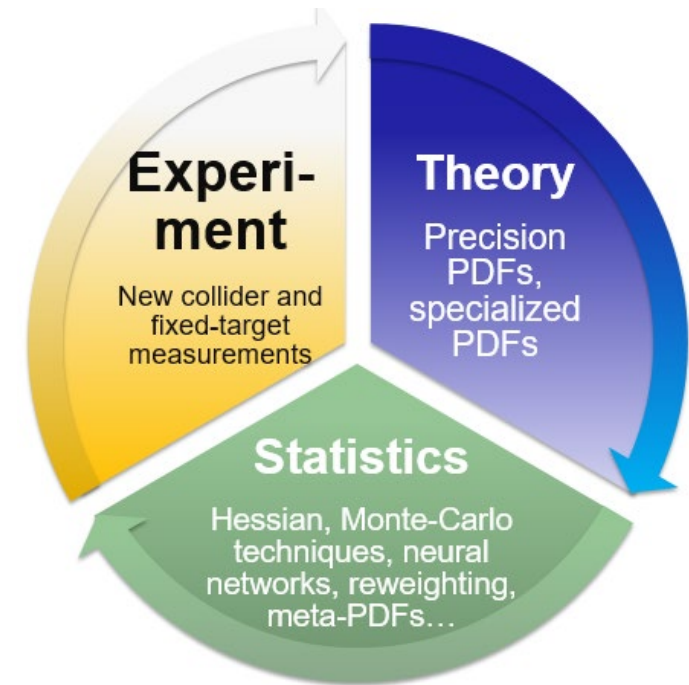 Experi-
ment
New collider and
fixed-target
measurements
Theory
Precision
PDFs,
specialized
PDFs
Statistics
Hessian, Monte-Carlo
techniques, neural
networks, reweighting,
meta-PDFs…